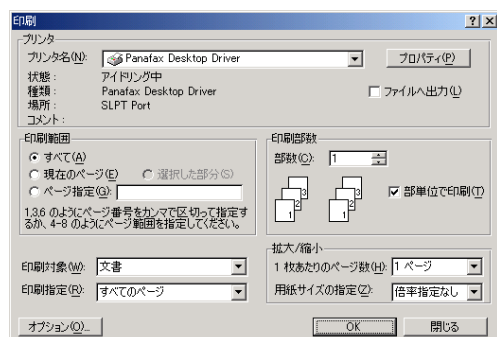 印刷
プリンタ
プリンタ名(N): Panafax Desktop Driver プロパティ(P)
状態: アイドリング中
種類: Panafax Desktop Driver ファイルへ出力(L)
場所: SLPT Port
コメント:
印刷範囲
すべて(A)
現在のページ(E) 選択した部分(S)
ページ指定(G):
1,3,6 のようにページ番号をカンマで区切って指定す
るか、4-8 のようにページ範囲を指定してください。
印刷部数
部数(C): 1
1 2 3 1 2 3 部単位で印刷(T)
印刷対象(W): 文書
印刷指定(R): すべてのページ
拡大/縮小
1 枚あたりのページ数(H): 1 ページ
用紙サイズの指定(Z): 倍率指定なし
オプション(O)... OK 閉じる